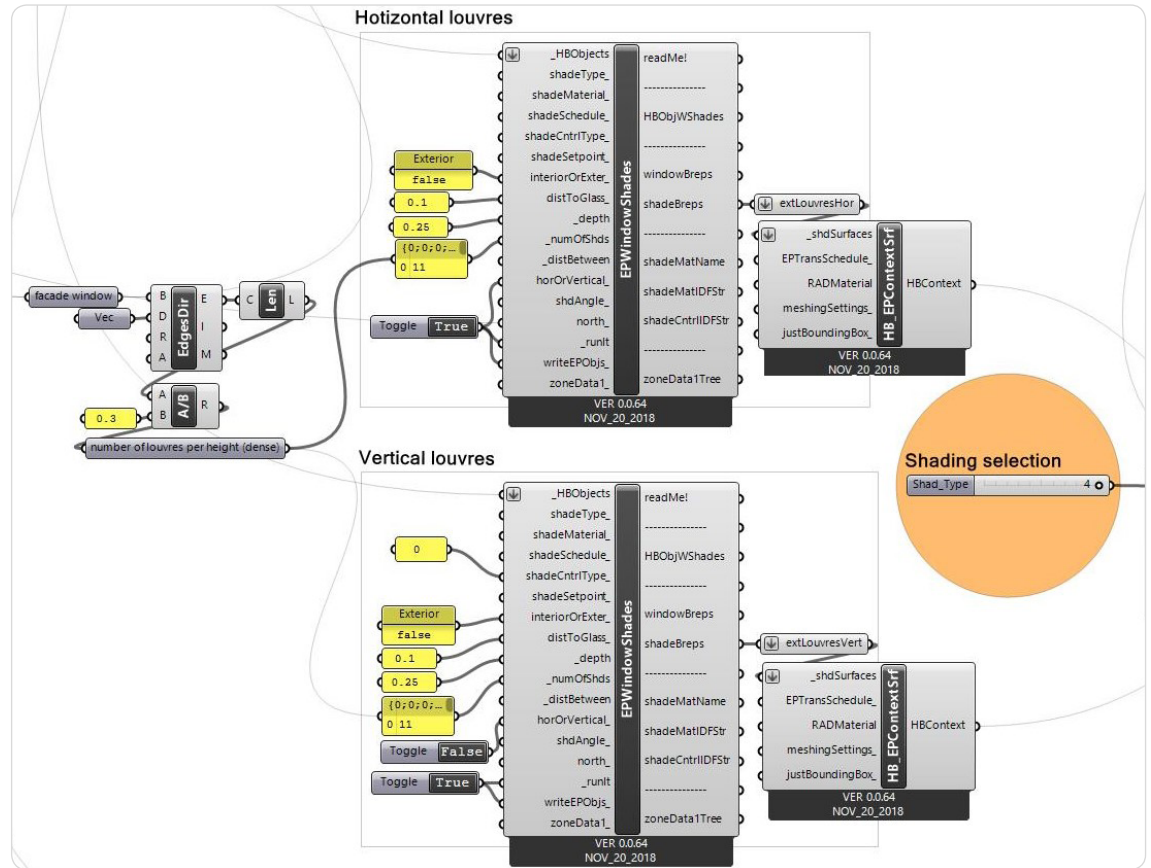 Hotizontal louvres
_HBObjects
shadeType_
shadeMaterial_
shadeSchedule_
shadeCntrlType_
shadeSetpoint_
interiorOrExter_
distToGlass_
_depth
_numOfShds
_distBetween
horOrVertical_
shdAngle_
north_
_runIt
writeEPObjs_
zoneData1_
EPWindowShades
readMe!
---------------
HBObjWShades
---------------
windowBreps
shadeBreps
---------------
shadeMatName
shadeMatIDFStr
shadeCntrlIDFStr
---------------
zoneData1Tree
VER 0.0.64
NOV_20_2018
Exterior
false
0.1
0.25
{0;0;0;...
0 11
Toggle True
extLouvresHor
_shdSurfaces
EPTransSchedule_
RADMaterial
meshingSettings_
justBoundingBox_
HB_EPContextSrf
HBContext
VER 0.0.64
NOV_20_2018
facade window
Vec
B
D
R
A
EdgesDir
E
I
M
C Len L
A
B
A/B
R
0.3
number of louvres per height (dense)
Shading selection
Shad_Type 4
Vertical louvres
_HBObjects
shadeType_
shadeMaterial_
shadeSchedule_
shadeCntrlType_
shadeSetpoint_
interiorOrExter_
distToGlass_
_depth
_numOfShds
_distBetween
horOrVertical_
shdAngle_
north_
_runIt
writeEPObjs_
zoneData1_
EPWindowShades
readMe!
---------------
HBObjWShades
---------------
windowBreps
shadeBreps
---------------
shadeMatName
shadeMatIDFStr
shadeCntrlIDFStr
---------------
zoneData1Tree
VER 0.0.64
NOV_20_2018
0
Exterior
false
0.1
0.25
{0;0;0;...
0 11
Toggle False
Toggle True
extLouvresVert
_shdSurfaces
EPTransSchedule_
RADMaterial
meshingSettings_
justBoundingBox_
HB_EPContextSrf
HBContext
VER 0.0.64
NOV_20_2018